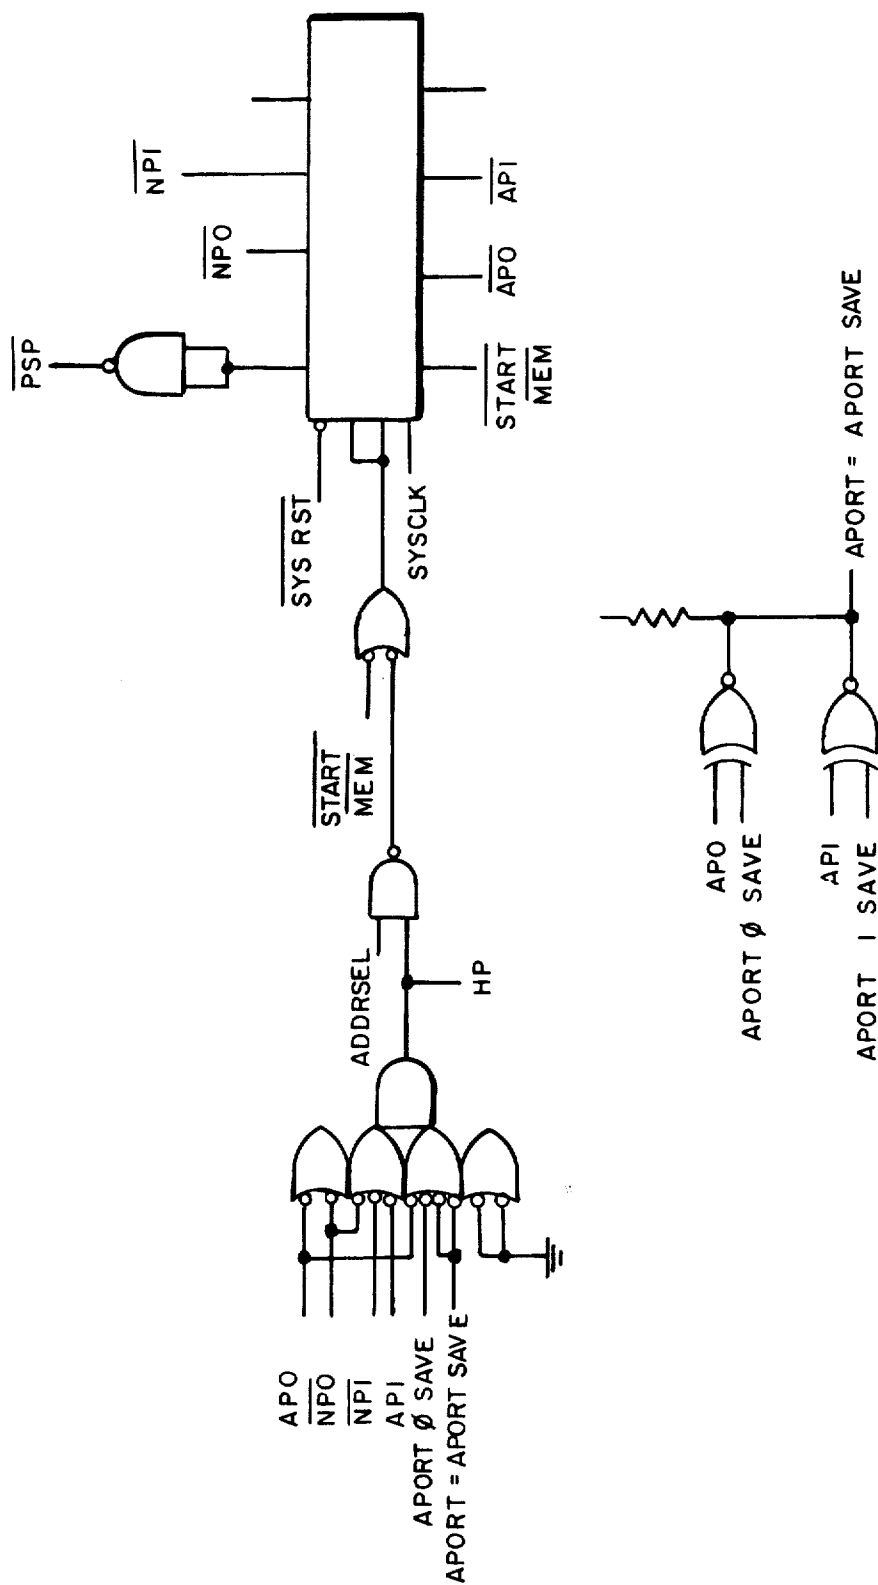 PSP
NPO
NPI
SYS RST
SYSCLK
START
MEM
APO
API
START
MEM
ADDRSEL
HP
APO
NPO
NPI
API
APORT Ø SAVE
APORT = APORT SAVE
APO
APORT Ø SAVE
API
APORT 1 SAVE
APORT = APORT SAVE